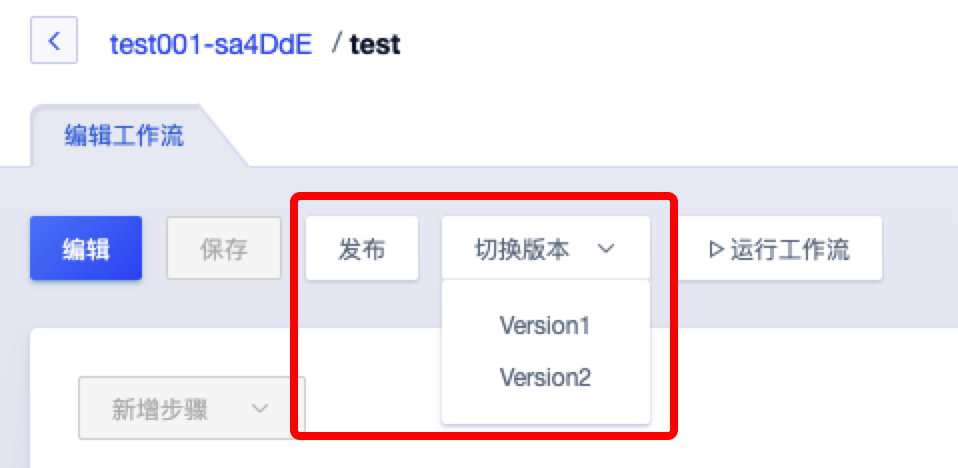 test001-sa4DdE / test
编辑工作流
编辑 保存 发布 切换版本 运行工作流
Version1
Version2
新增步骤